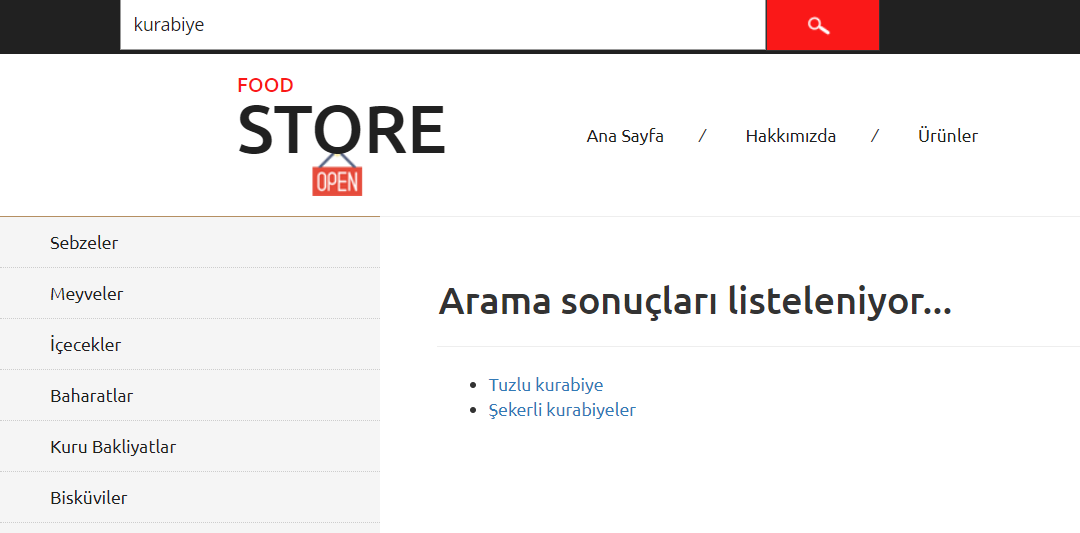 kurabiye
FOOD
STORE
OPEN
Ana Sayfa / Hakkımızda / Ürünler
Sebzeler
Meyveler
İçecekler
Baharatlar
Kuru Bakliyatlar
Bisküviler
Arama sonuçları listeleniyor...
Tuzlu kurabiye
Şekerli kurabiyeler